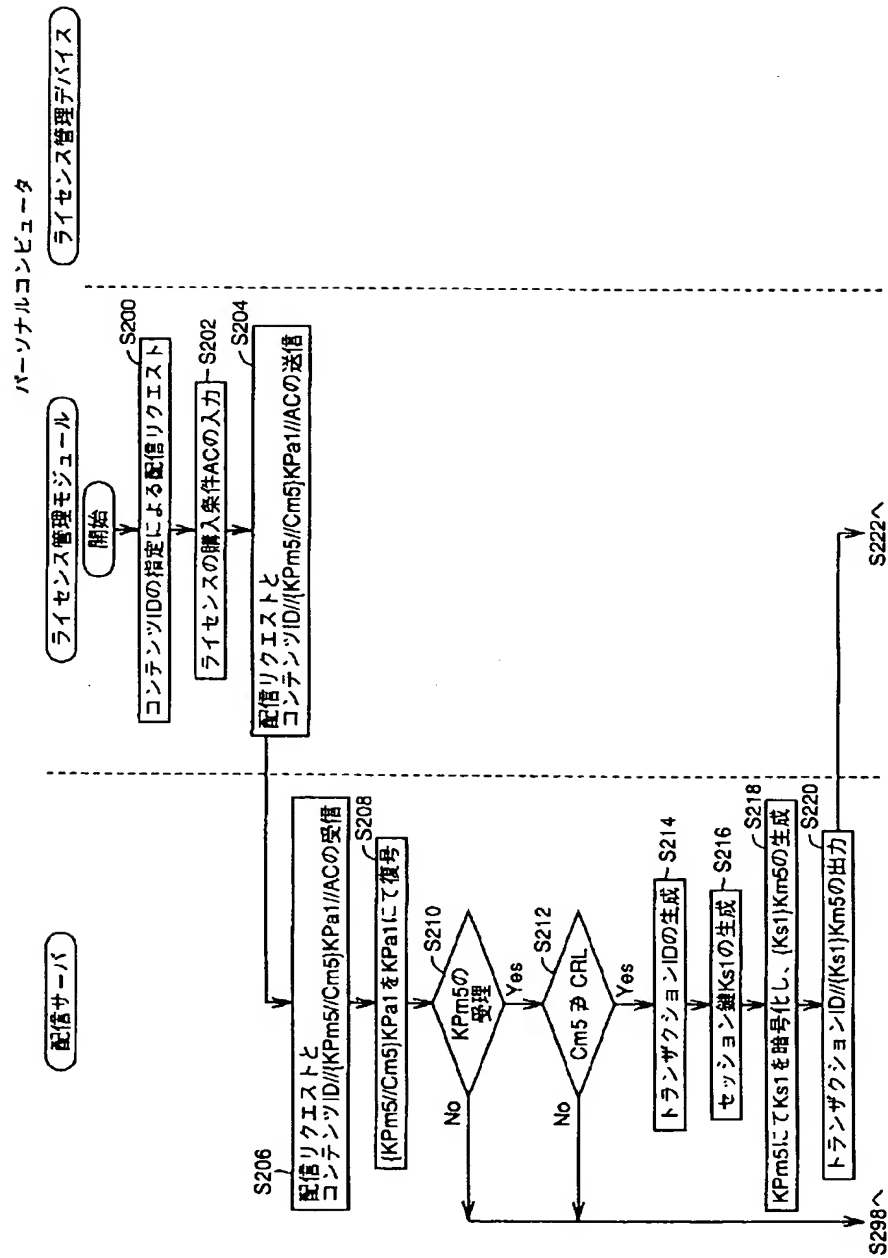 パーソナルコンピュータ
配信サーバ
ライセンス管理モジュール
ライセンス管理デバイス
開始
S200
コンテンツIDの指定による配信リクエスト
S202
ライセンスの購入条件ACの入力
S204
配信リクエストと
コンテンツID//{KPm5//Cm5}KPa1//ACの送信
S206
配信リクエストと
コンテンツID//{KPm5//Cm5}KPa1//ACの受信
S208
{KPm5//Cm5}KPa1をKPa1にて復号
S210
KPm5の
受理
No
Yes
S212
Cm5 ∌ CRL
No
Yes
S214
トランザクションIDの生成
S216
セッション鍵Ks1の生成
S218
KPm5にてKs1を暗号化し、{Ks1}Km5の生成
S220
トランザクションID//{Ks1}Km5の出力
S298へ
S222へ